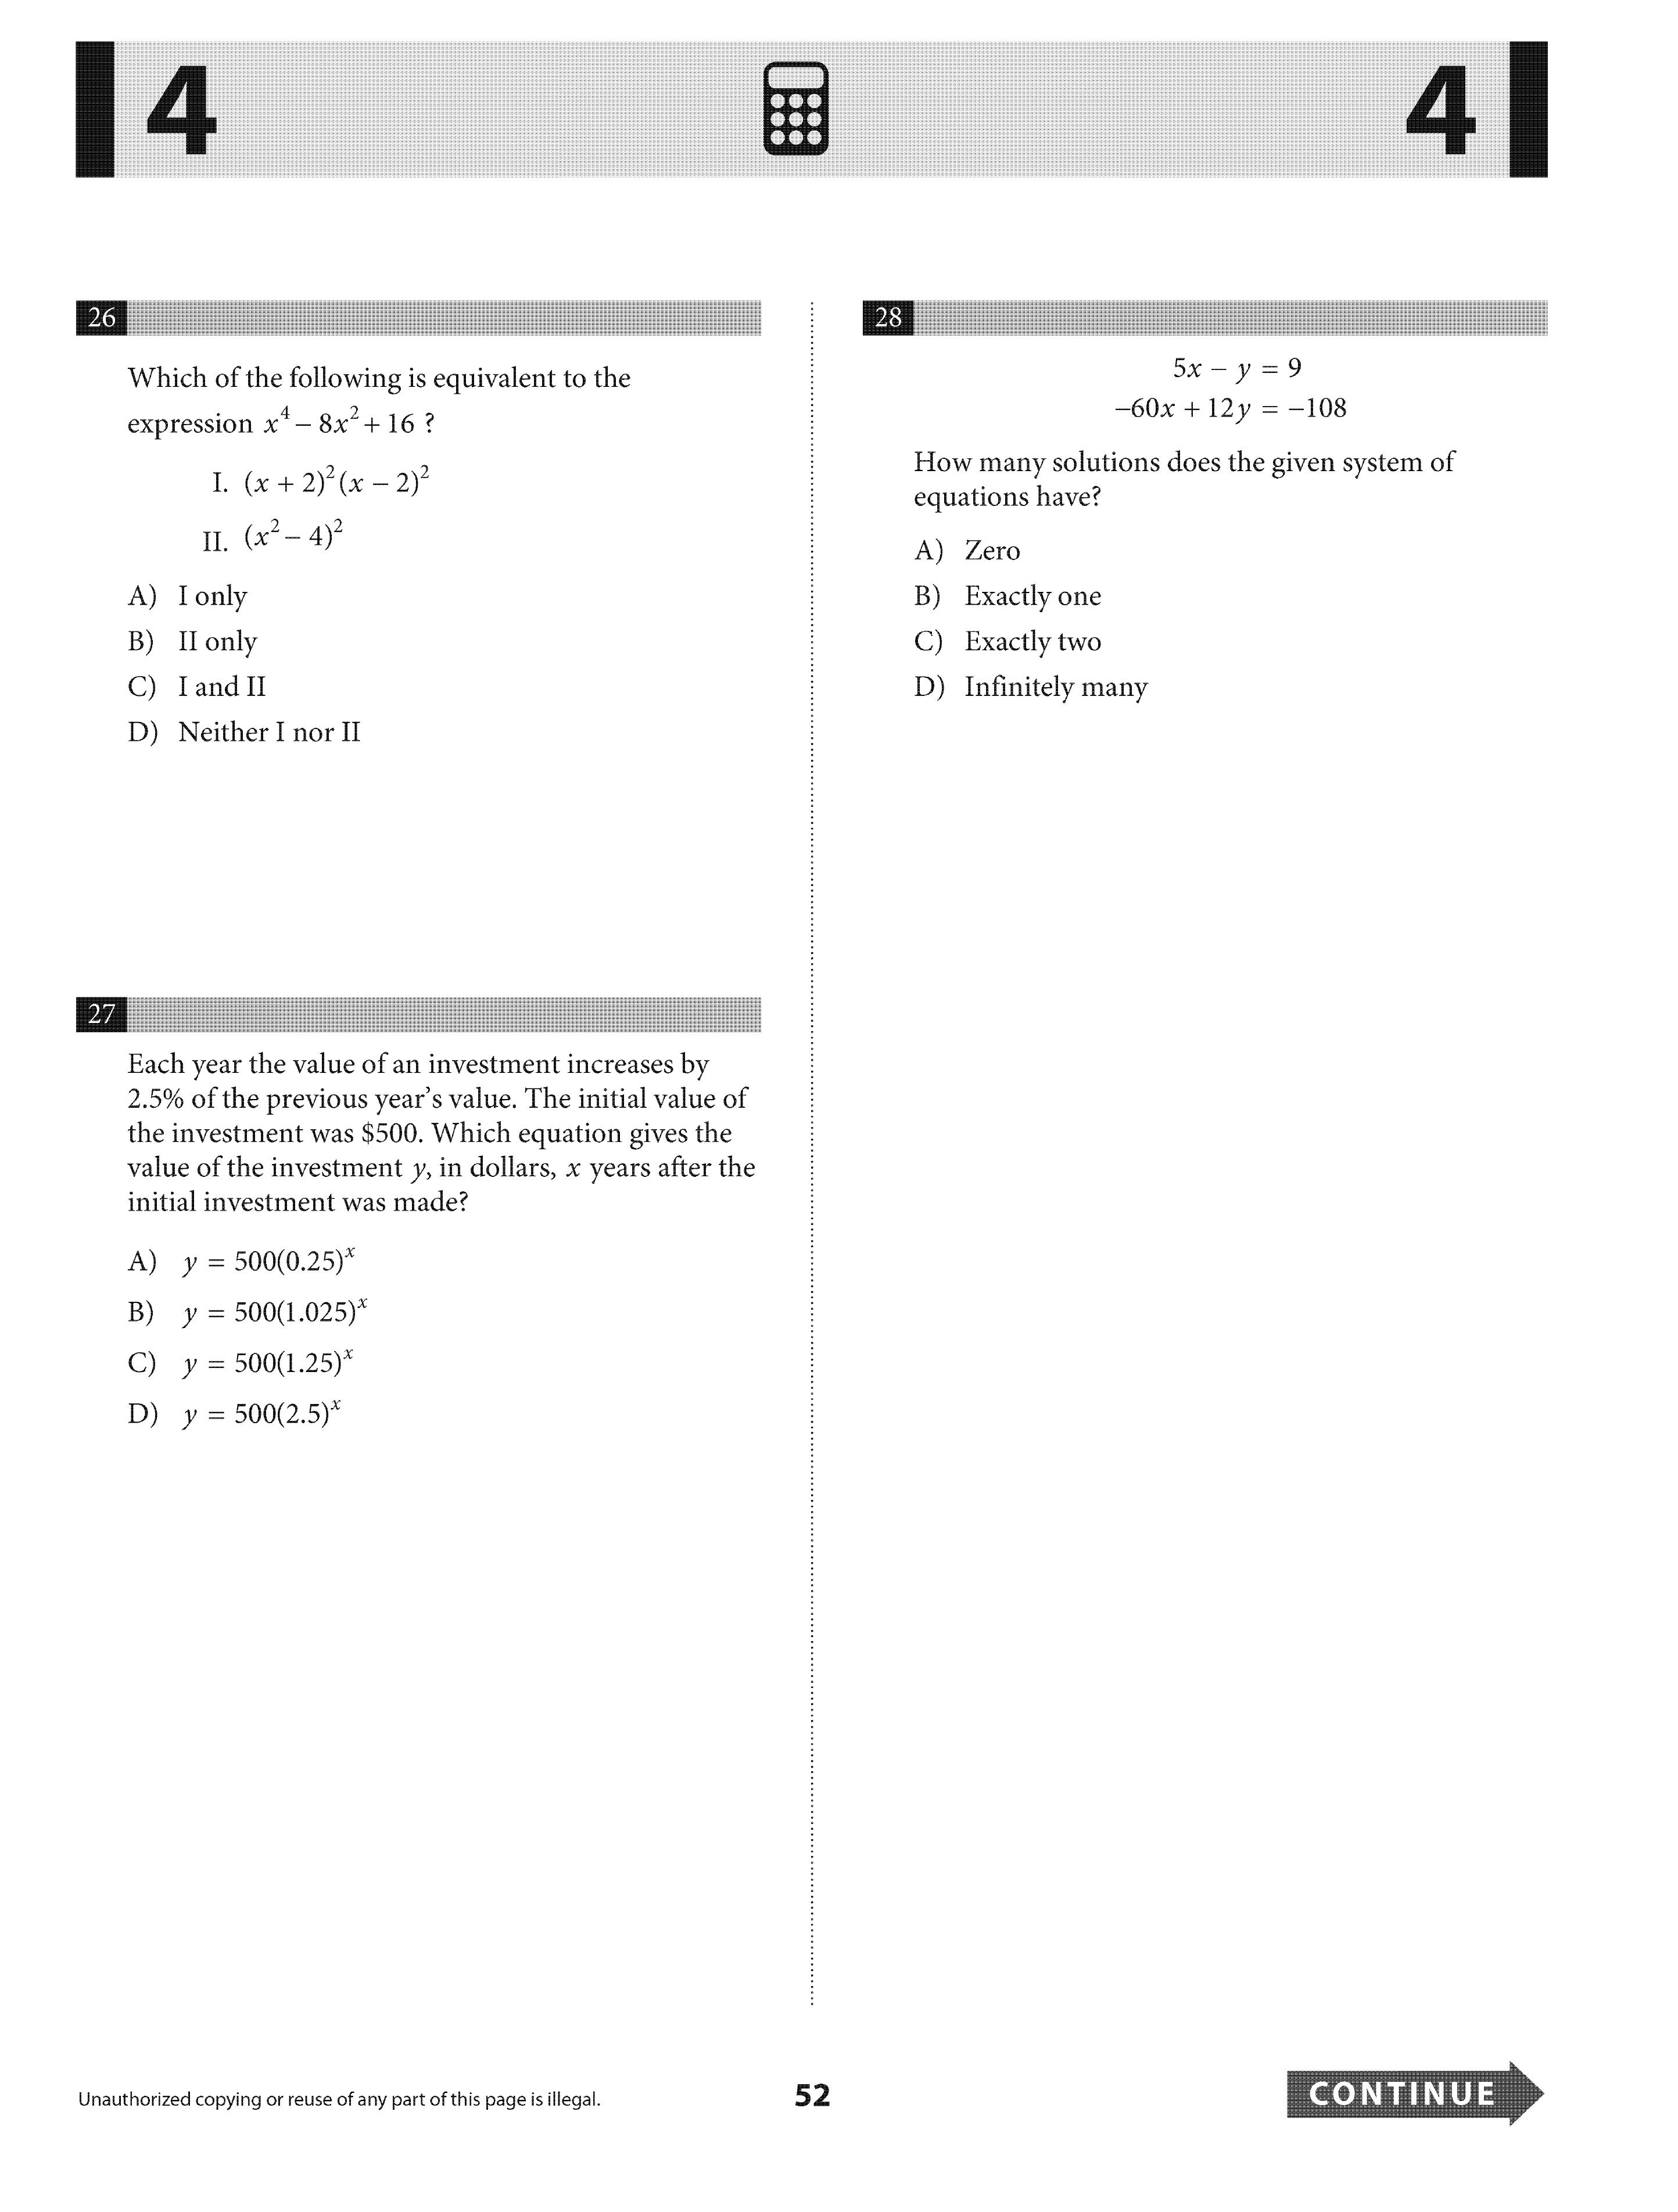 4
4
26
Which of the following is equivalent to the
expression x⁴ – 8x² + 16 ?
I. (x + 2)²(x – 2)²
II. (x² – 4)²
A) I only
B) II only
C) I and II
D) Neither I nor II
27
Each year the value of an investment increases by
2.5% of the previous year’s value. The initial value of
the investment was $500. Which equation gives the
value of the investment y, in dollars, x years after the
initial investment was made?
A) y = 500(0.25)ˣ
B) y = 500(1.025)ˣ
C) y = 500(1.25)ˣ
D) y = 500(2.5)ˣ
28
5x – y = 9
–60x + 12y = –108
How many solutions does the given system of
equations have?
A) Zero
B) Exactly one
C) Exactly two
D) Infinitely many
Unauthorized copying or reuse of any part of this page is illegal.
52
CONTINUE